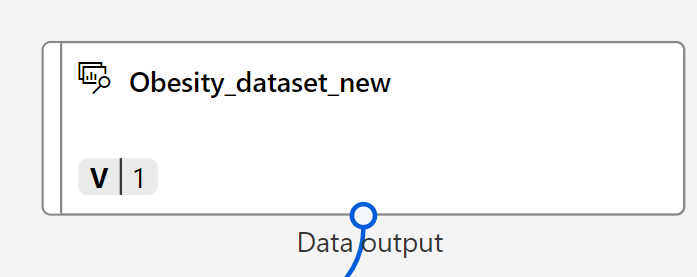 Obesity_dataset_new
V 1
Data output